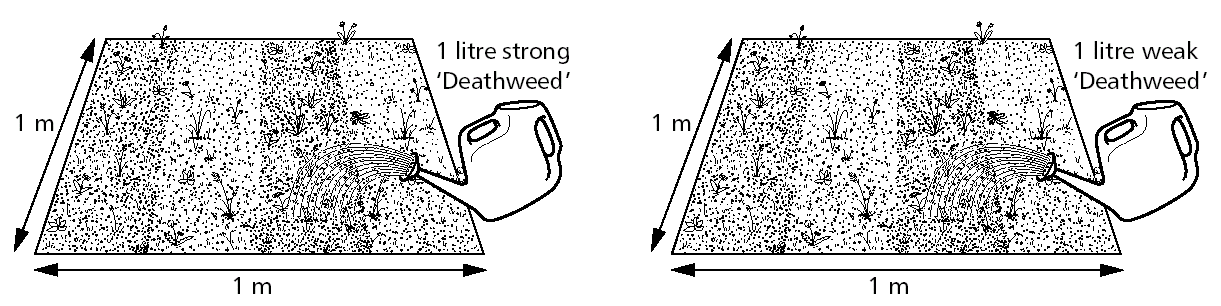 1 litre strong
‘Deathweed’
1 m
1 m
1 litre weak
‘Deathweed’
1 m
1 m